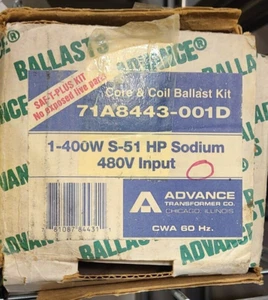 BALLASTS ADVANCE®
SAF-T-PLUS KIT
No exposed live parts
Core & Coil Ballast Kit
71A8443-001D
1-400W S-51 HP Sodium
480V Input
ADVANCE
TRANSFORMER CO.
CHICAGO, ILLINOIS
CWA 60 Hz.